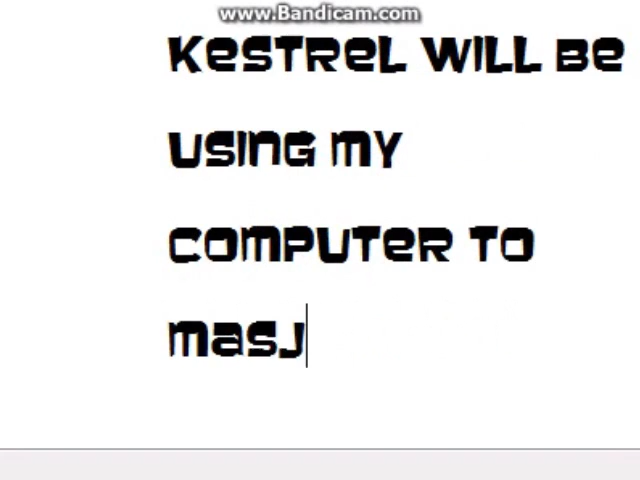 www.Bandicam.com
KesTReL WILL Be
USING MY
COMPUTeR TO
masJ